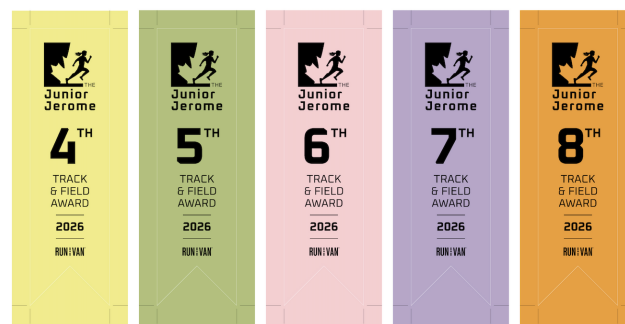 THE
Junior
Jerome
4TH
TRACK
& FIELD
AWARD
2026
RUN VAN
THE
Junior
Jerome
5TH
TRACK
& FIELD
AWARD
2026
RUN VAN
THE
Junior
Jerome
6TH
TRACK
& FIELD
AWARD
2026
RUN VAN
THE
Junior
Jerome
7TH
TRACK
& FIELD
AWARD
2026
RUN VAN
THE
Junior
Jerome
8TH
TRACK
& FIELD
AWARD
2026
RUN VAN